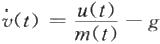 v̇(t) = u(t)/m(t) − g